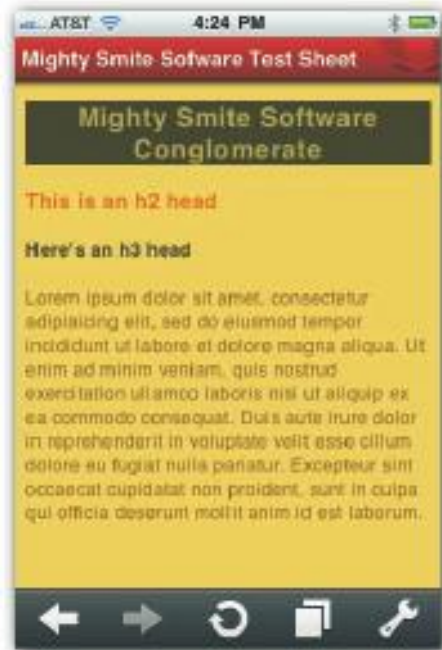 AT&T 4:24 PM
Mighty Smite Sofware Test Sheet
Mighty Smite Software
Conglomerate
This is an h2 head
Here's an h3 head
Lorem ipsum dolor sit amet, consectetur
adipisicing elit, sed do eiusmod tempor
incididunt ut labore et dolore magna aliqua. Ut
enim ad minim veniam, quis nostrud
exercitation ullamco laboris nisi ut aliquip ex
ea commodo consequat. Duis aute irure dolor
in reprehenderit in voluptate velit esse cillum
dolore eu fugiat nulla pariatur. Excepteur sint
occaecat cupidatat non proident, sunt in culpa
qui officia deserunt mollit anim id est laborum.